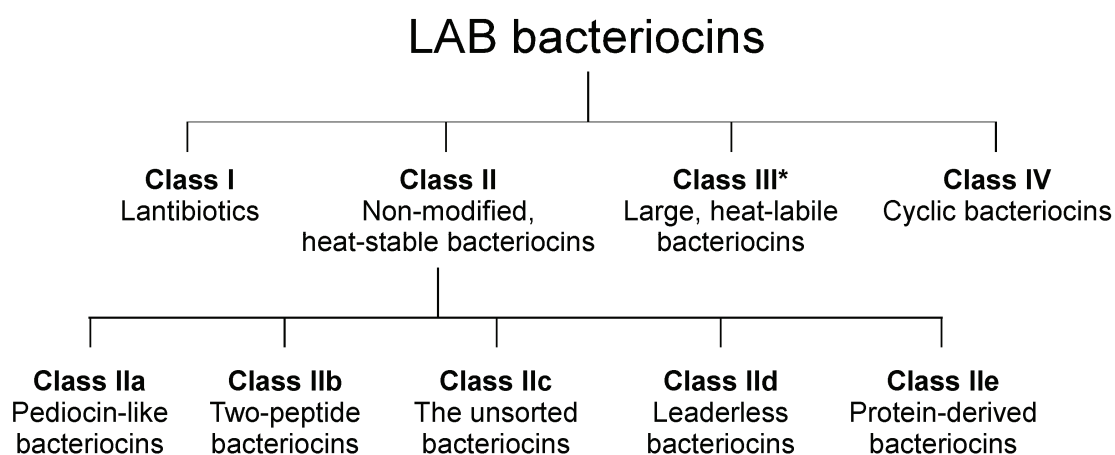 LAB bacteriocins
Class I
Lantibiotics
Class II
Non-modified,
heat-stable bacteriocins
Class III*
Large, heat-labile
bacteriocins
Class IV
Cyclic bacteriocins
Class IIa
Pediocin-like
bacteriocins
Class IIb
Two-peptide
bacteriocins
Class IIc
The unsorted
bacteriocins
Class IId
Leaderless
bacteriocins
Class IIe
Protein-derived
bacteriocins